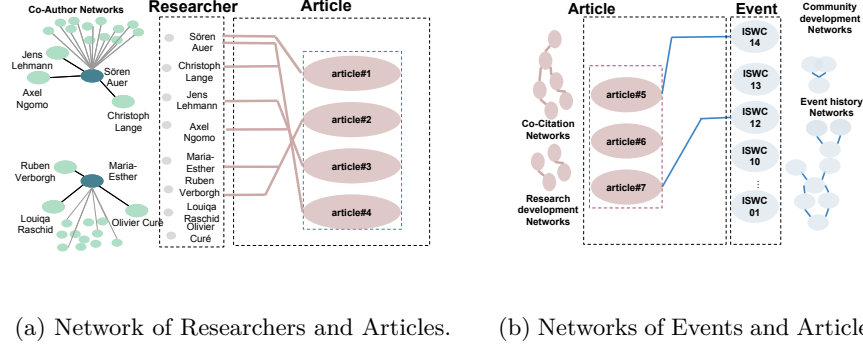 Co-Author Networks
Jens
Lehmann
Axel
Ngomo
Sören
Auer
Christoph
Lange
Ruben
Verborgh
Maria-
Esther
Louiqa
Raschid
Olivier Curé
Researcher
Sören
Auer
Christoph
Lange
Jens
Lehmann
Axel
Ngomo
Maria-
Esther
Ruben
Verborgh
Louiqa
Raschid
Olivier
Curé
Article
article#1
article#2
article#3
article#4
(a) Network of Researchers and Articles.
Co-Citation
Networks
Research
development
Networks
Article
article#5
article#6
article#7
Event
ISWC
14
ISWC
13
ISWC
12
ISWC
10
ISWC
01
Community
development
Networks
Event history
Networks
(b) Networks of Events and Article